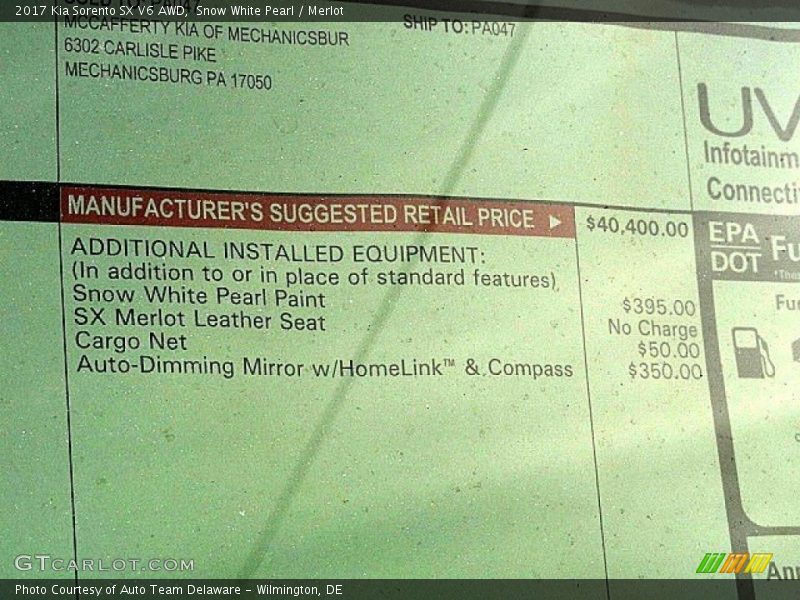 2017 Kia Sorento SX V6 AWD, Snow White Pearl / Merlot
MCCAFFERTY KIA OF MECHANICSBUR
6302 CARLISLE PIKE
MECHANICSBURG PA 17050
SHIP TO: PA047
UV
Infotainm
Connecti
MANUFACTURER'S SUGGESTED RETAIL PRICE ► $40,400.00
ADDITIONAL INSTALLED EQUIPMENT:
(In addition to or in place of standard features)
Snow White Pearl Paint $395.00
SX Merlot Leather Seat No Charge
Cargo Net $50.00
Auto-Dimming Mirror w/HomeLink™ & Compass $350.00
EPA
DOT
Fu
Fue
Ann
GTCARLOT.COM
Photo Courtesy of Auto Team Delaware - Wilmington, DE